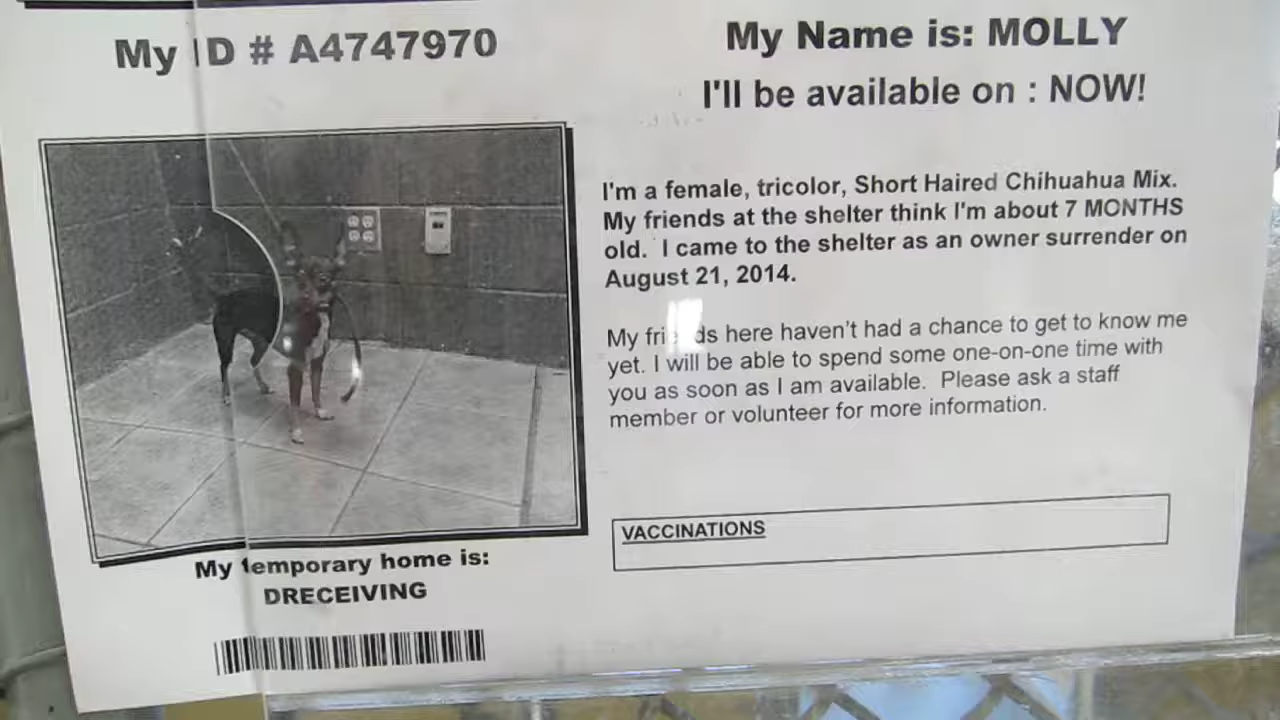 My ID # A4747970
My temporary home is:
DRECEIVING
My Name is: MOLLY
I'll be available on : NOW!
I'm a female, tricolor, Short Haired Chihuahua Mix.
My friends at the shelter think I'm about 7 MONTHS
old. I came to the shelter as an owner surrender on
August 21, 2014.
My friends here haven't had a chance to get to know me
yet. I will be able to spend some one-on-one time with
you as soon as I am available. Please ask a staff
member or volunteer for more information.
VACCINATIONS